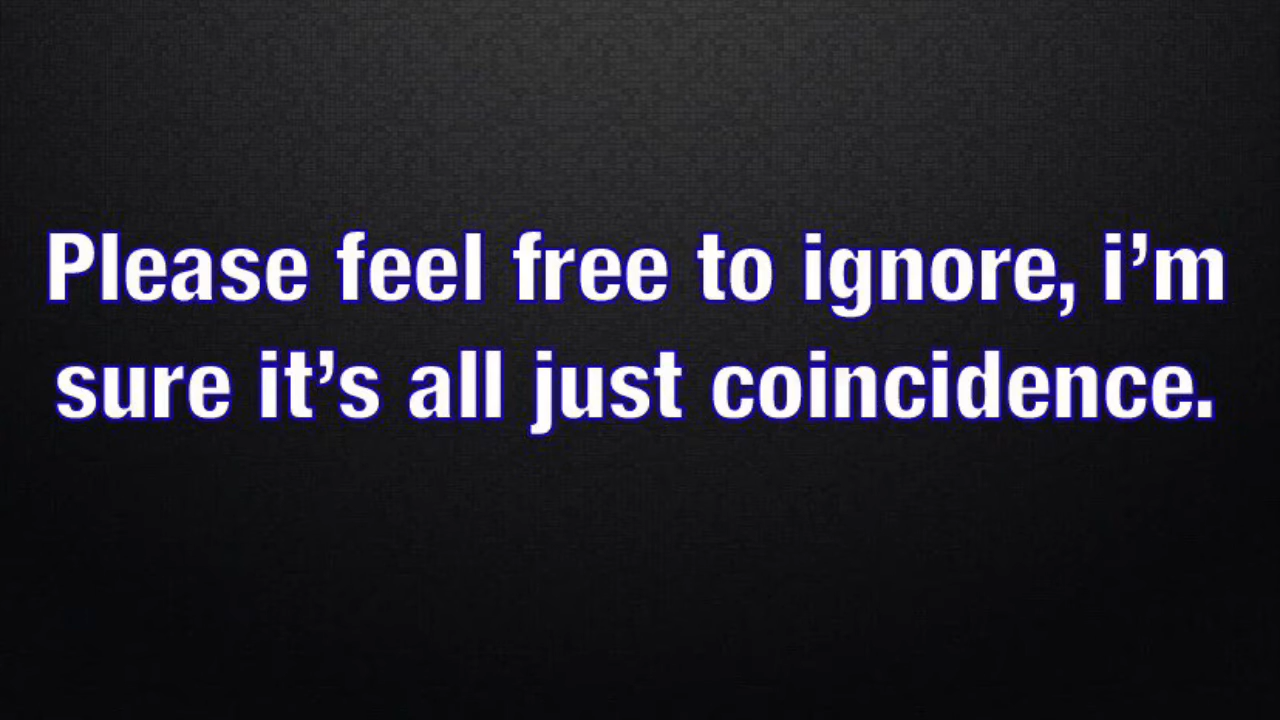 Please feel free to ignore, i’m
sure it’s all just coincidence.